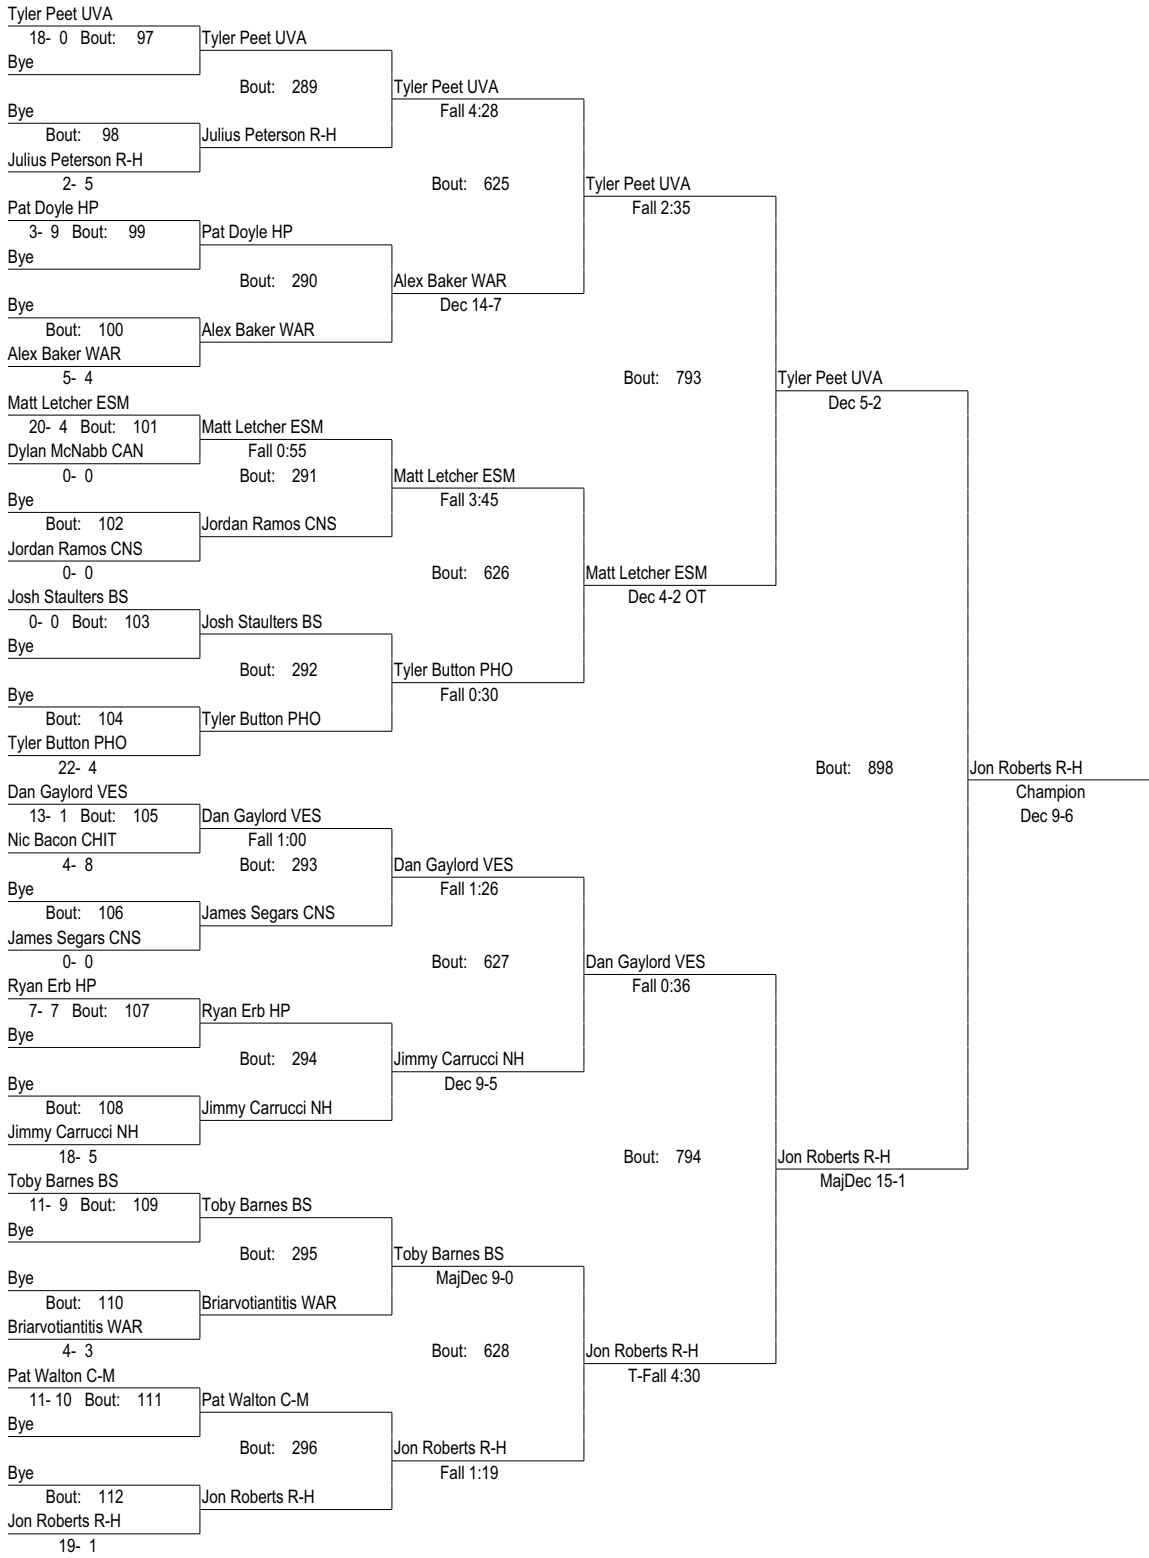 Tyler Peet UVA
18- 0 Bout: 97 Tyler Peet UVA
Bye
Bout: 289 Tyler Peet UVA
Bye Fall 4:28
Bout: 98 Julius Peterson R-H
Julius Peterson R-H
2- 5 Bout: 625 Tyler Peet UVA
Pat Doyle HP Fall 2:35
3- 9 Bout: 99 Pat Doyle HP
Bye
Bout: 290 Alex Baker WAR
Bye Dec 14-7
Bout: 100 Alex Baker WAR
Alex Baker WAR
5- 4 Bout: 793 Tyler Peet UVA
Matt Letcher ESM Dec 5-2
20- 4 Bout: 101 Matt Letcher ESM
Dylan McNabb CAN Fall 0:55
0- 0 Bout: 291 Matt Letcher ESM
Bye Fall 3:45
Bout: 102 Jordan Ramos CNS
Jordan Ramos CNS
0- 0 Bout: 626 Matt Letcher ESM
Josh Staulters BS Dec 4-2 OT
0- 0 Bout: 103 Josh Staulters BS
Bye
Bout: 292 Tyler Button PHO
Bye Fall 0:30
Bout: 104 Tyler Button PHO
Tyler Button PHO
22- 4 Bout: 898 Jon Roberts R-H
Dan Gaylord VES Champion
13- 1 Bout: 105 Dan Gaylord VES Dec 9-6
Nic Bacon CHIT Fall 1:00
4- 8 Bout: 293 Dan Gaylord VES
Bye Fall 1:26
Bout: 106 James Segars CNS
James Segars CNS
0- 0 Bout: 627 Dan Gaylord VES
Ryan Erb HP Fall 0:36
7- 7 Bout: 107 Ryan Erb HP
Bye
Bout: 294 Jimmy Carrucci NH
Bye Dec 9-5
Bout: 108 Jimmy Carrucci NH
Jimmy Carrucci NH
18- 5 Bout: 794 Jon Roberts R-H
Toby Barnes BS MajDec 15-1
11- 9 Bout: 109 Toby Barnes BS
Bye
Bout: 295 Toby Barnes BS
Bye MajDec 9-0
Bout: 110 Briarvotiantitis WAR
Briarvotiantitis WAR
4- 3 Bout: 628 Jon Roberts R-H
Pat Walton C-M T-Fall 4:30
11- 10 Bout: 111 Pat Walton C-M
Bye
Bout: 296 Jon Roberts R-H
Bye Fall 1:19
Bout: 112 Jon Roberts R-H
Jon Roberts R-H
19- 1